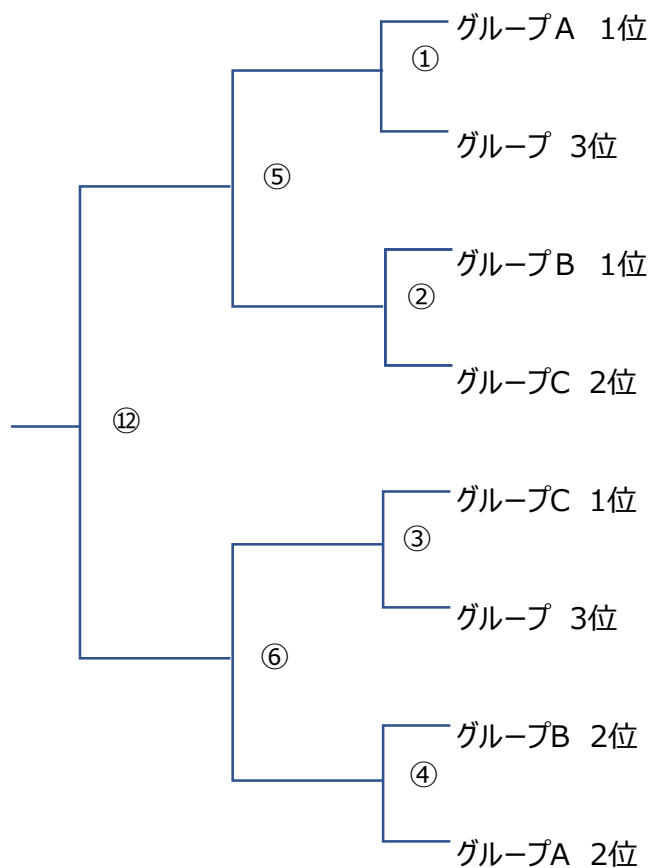 グループA 1位
①
グループ 3位
⑤
グループB 1位
②
グループC 2位
⑫
グループC 1位
③
グループ 3位
⑥
グループB 2位
④
グループA 2位